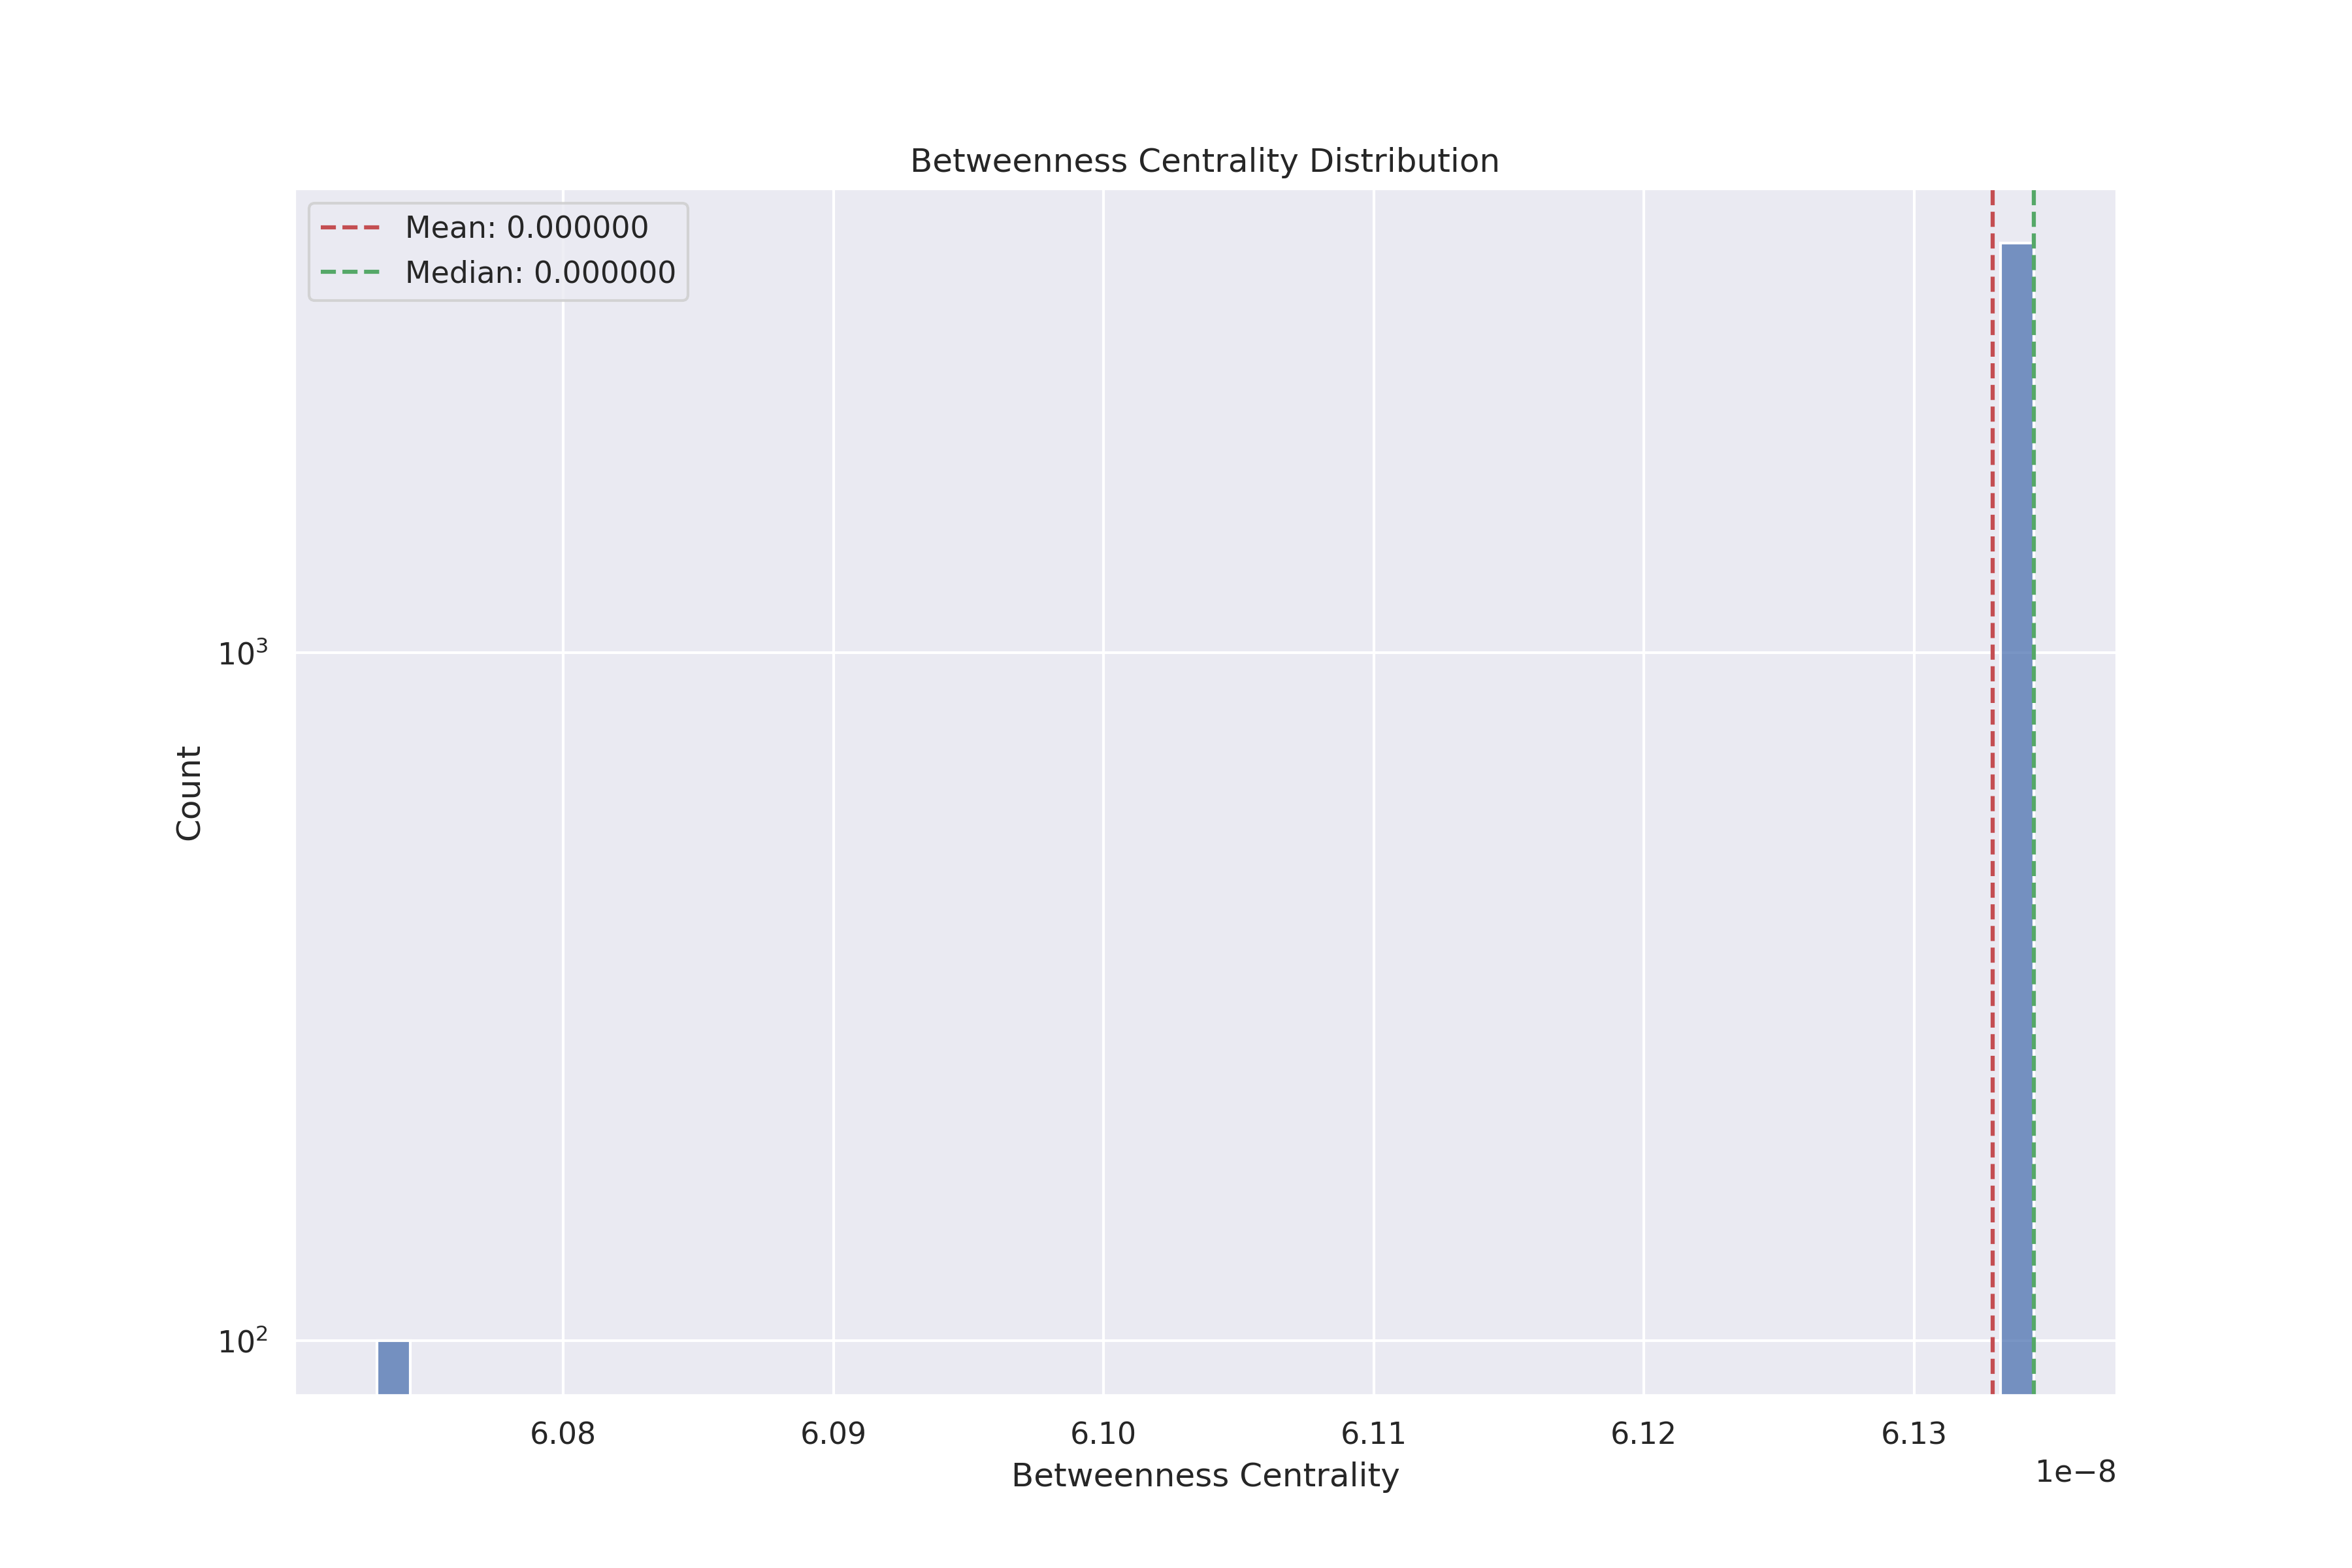 Betweenness Centrality Distribution
Mean: 0.000000
Median: 0.000000
10³
10²
Count
6.08 6.09 6.10 6.11 6.12 6.13
1e−8
Betweenness Centrality